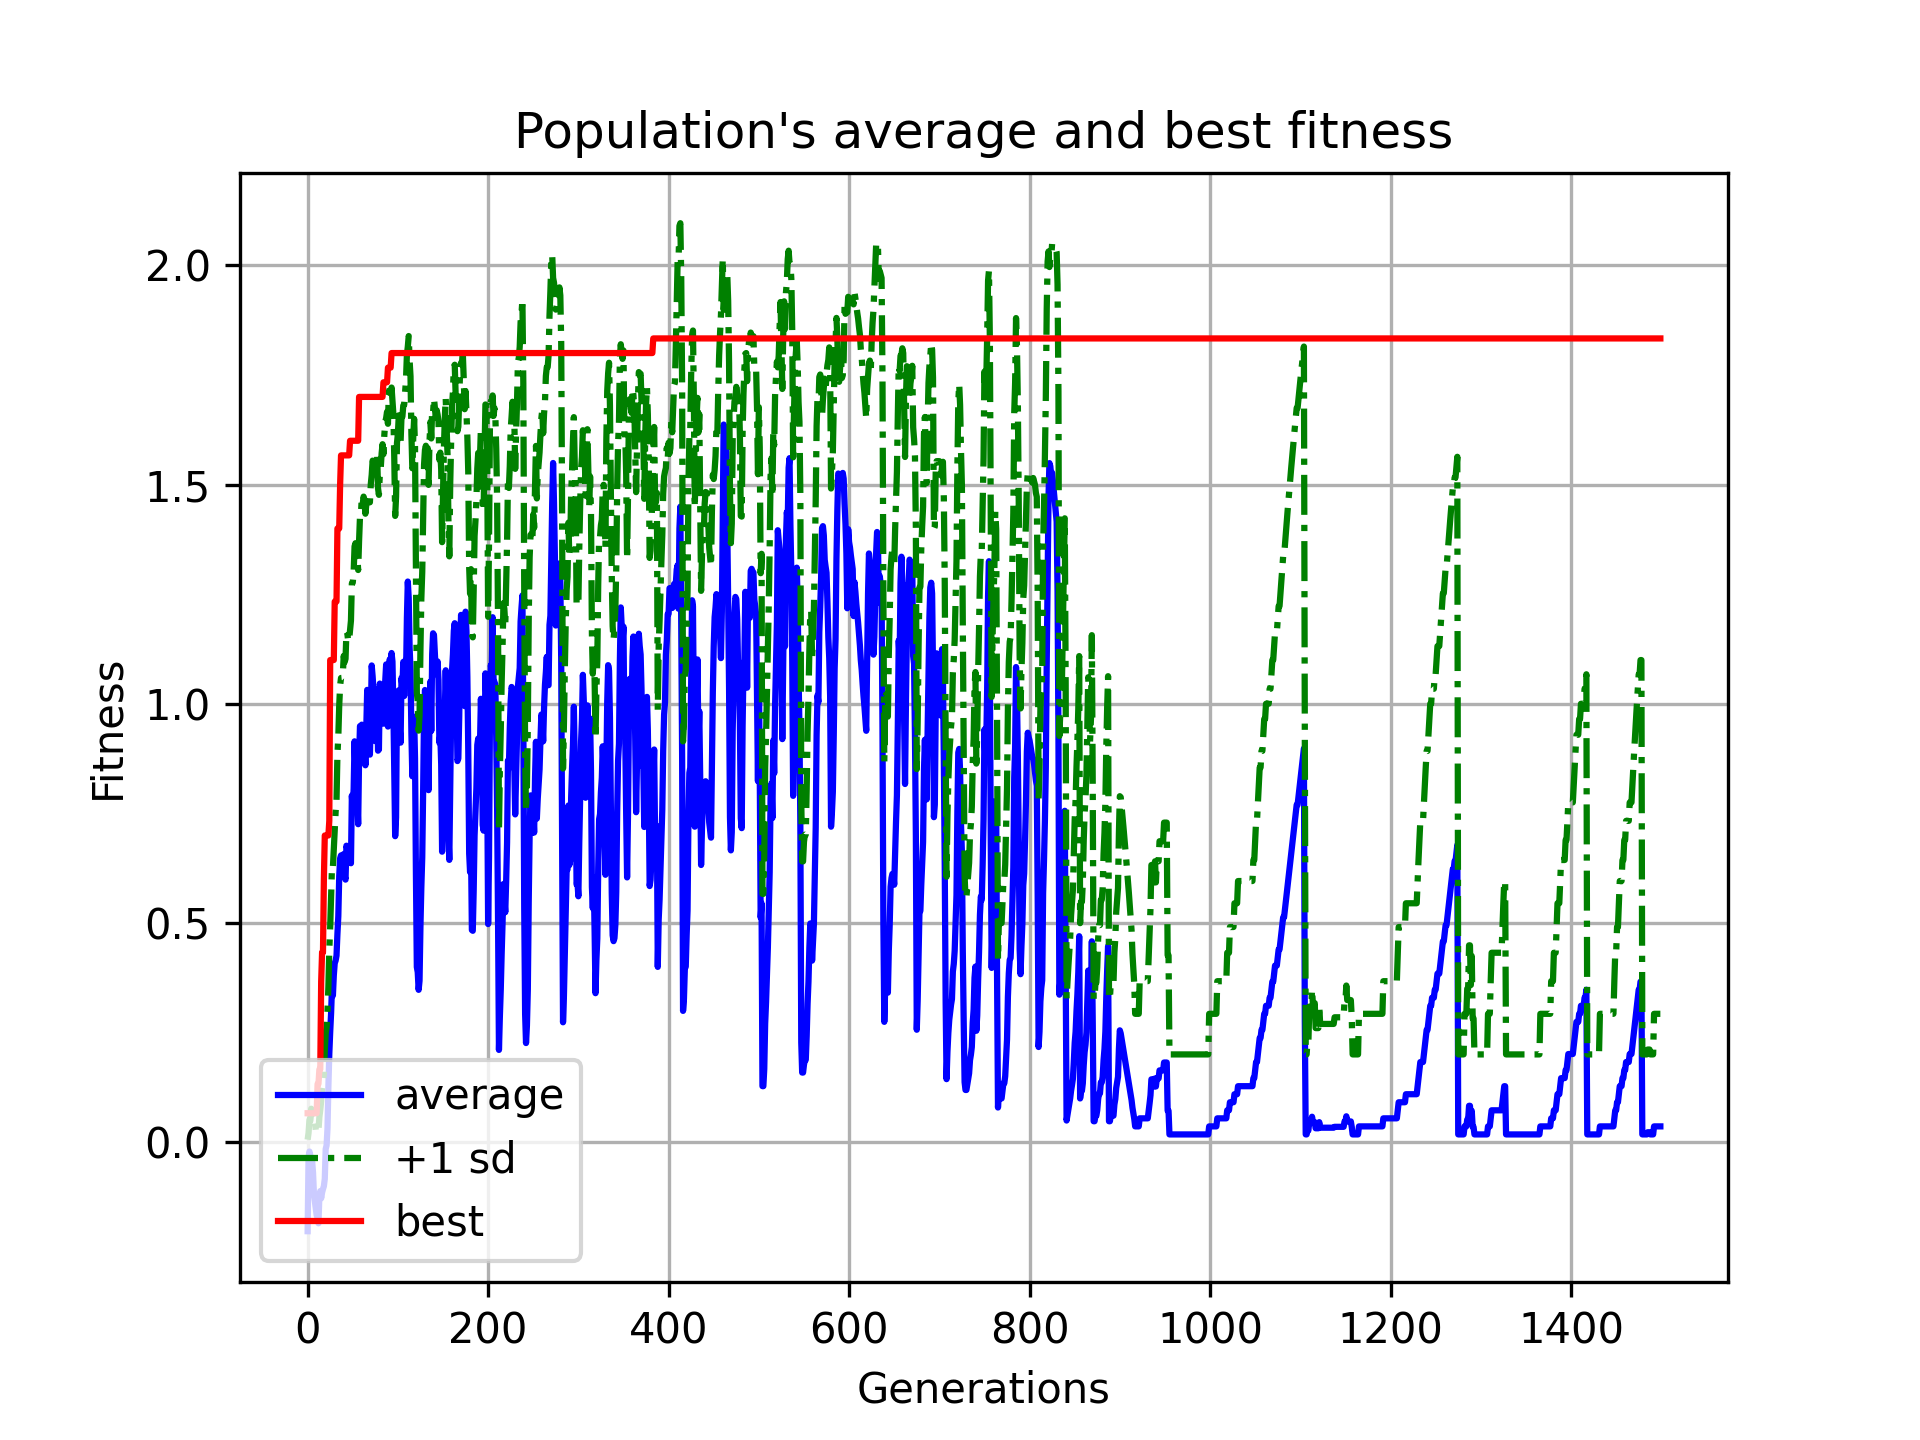 Population's average and best fitness
Fitness
2.0
1.5
1.0
0.5
0.0
average
+1 sd
best
0 200 400 600 800 1000 1200 1400
Generations